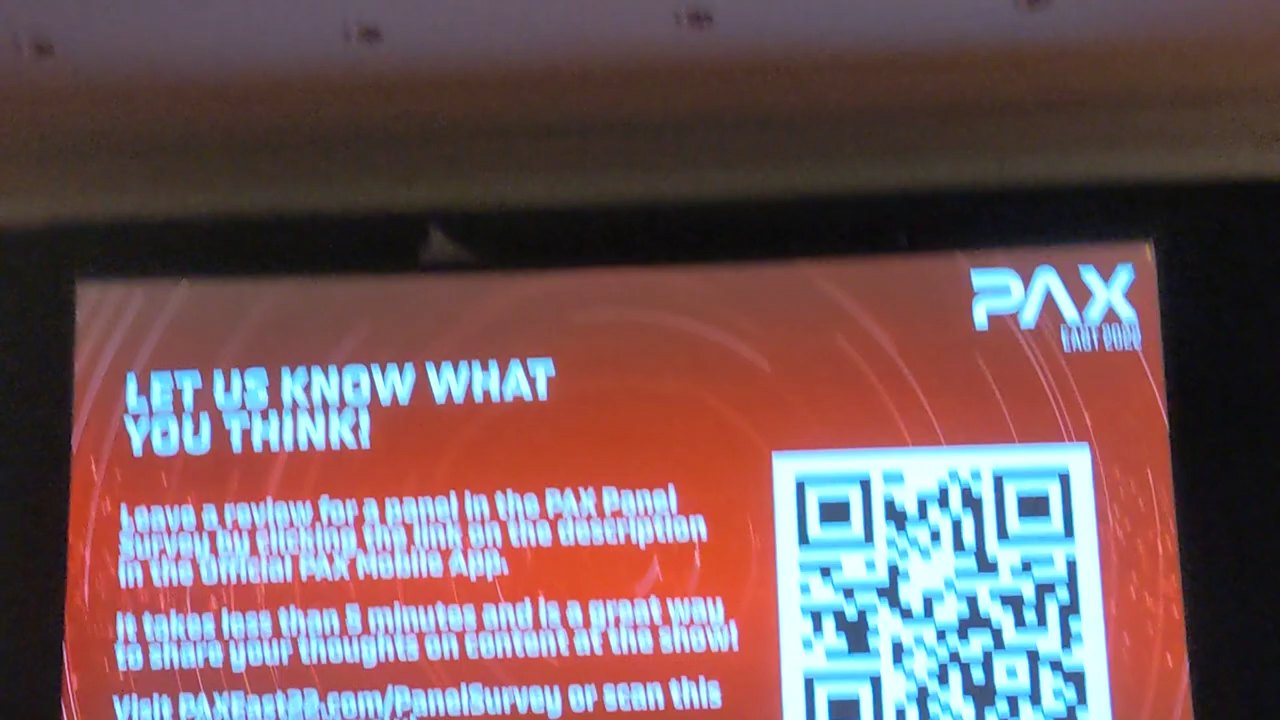 PAX
LET US KNOW WHAT
YOU THINK!
Leave a review for a panel in the PAX Panel
Survey by clicking the link on the description
in the Official PAX Mobile App.
It takes less than 5 minutes and is a great way
to share your thoughts on content at the show!
Visit PAXEast22.com/PanelSurvey or scan this